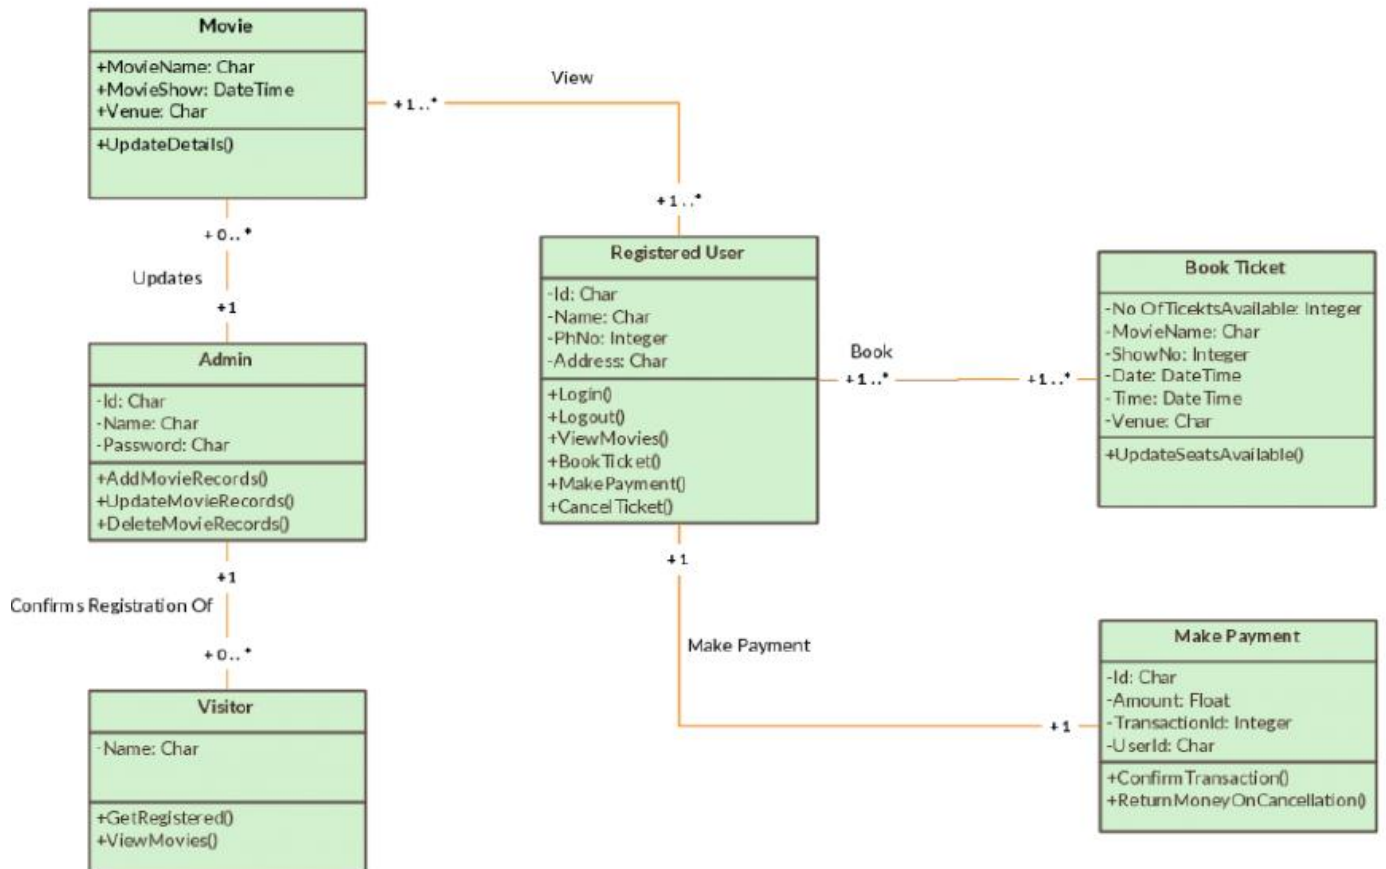 Movie
+MovieName: Char
+MovieShow: DateTime
+Venue: Char
+UpdateDetails()
View
+1..*
+1..*
+0..*
Updates
+1
Registered User
-Id: Char
-Name: Char
-PhNo: Integer
-Address: Char
+Login()
+Logout()
+ViewMovies()
+BookTicket()
+MakePayment()
+CancelTicket()
Book
+1..*
+1..*
Book Ticket
-No OfTicektsAvailable: Integer
-MovieName: Char
-ShowNo: Integer
-Date: DateTime
-Time: DateTime
-Venue: Char
+UpdateSeatsAvailable()
Admin
-Id: Char
-Name: Char
-Password: Char
+AddMovieRecords()
+UpdateMovieRecords()
+DeleteMovieRecords()
+1
Confirms Registration Of
+0..*
+1
Make Payment
+1
Make Payment
-Id: Char
-Amount: Float
-TransactionId: Integer
-UserId: Char
+ConfirmTransaction()
+ReturnMoneyOnCancellation()
Visitor
-Name: Char
+GetRegistered()
+ViewMovies()